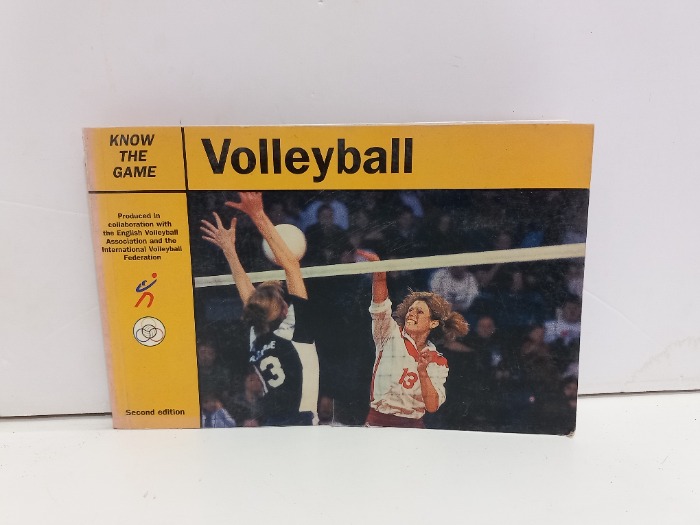 KNOW
THE
GAME
Volleyball
Produced in
collaboration with
the English Volleyball
Association and the
International Volleyball
Federation
Second edition
3
13